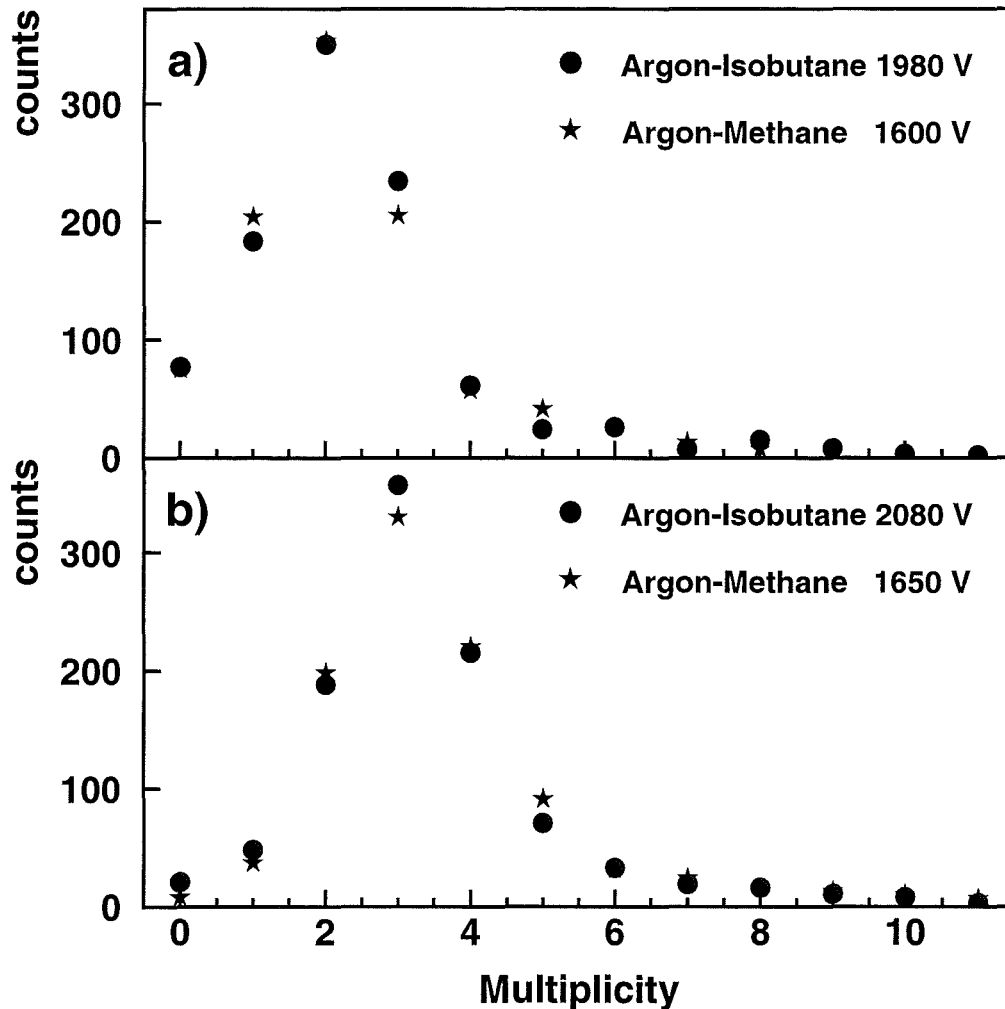 counts
a)
Argon-Isobutane 1980 V
Argon-Methane 1600 V
300
200
100
0
counts
b)
Argon-Isobutane 2080 V
Argon-Methane 1650 V
300
200
100
0
0 2 4 6 8 10
Multiplicity